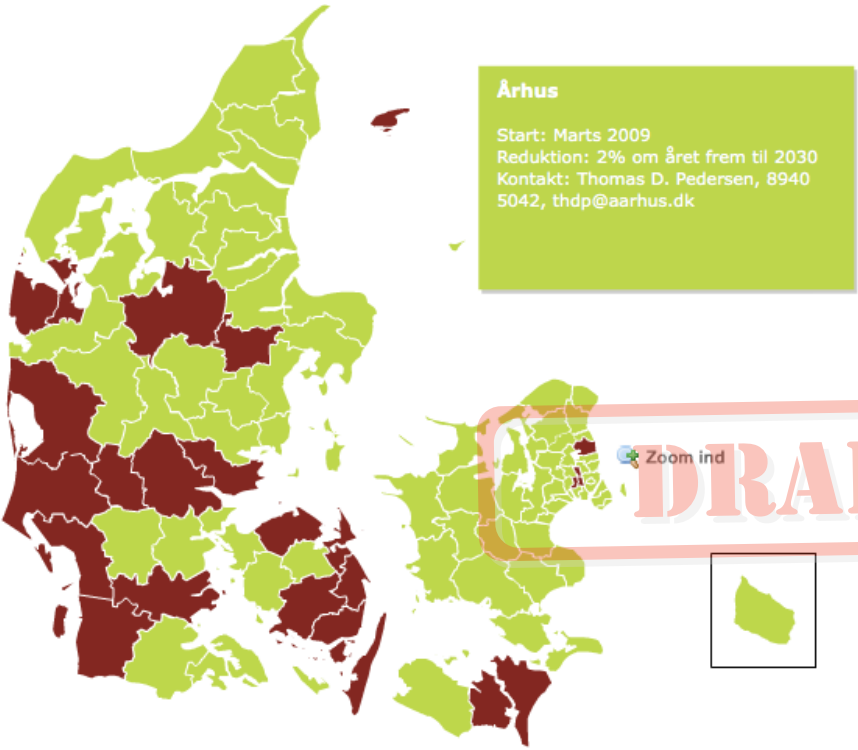 Århus
Start: Marts 2009
Reduktion: 2% om året frem til 2030
Kontakt: Thomas D. Pedersen, 8940
5042, thdp@aarhus.dk
Zoom ind
DRA